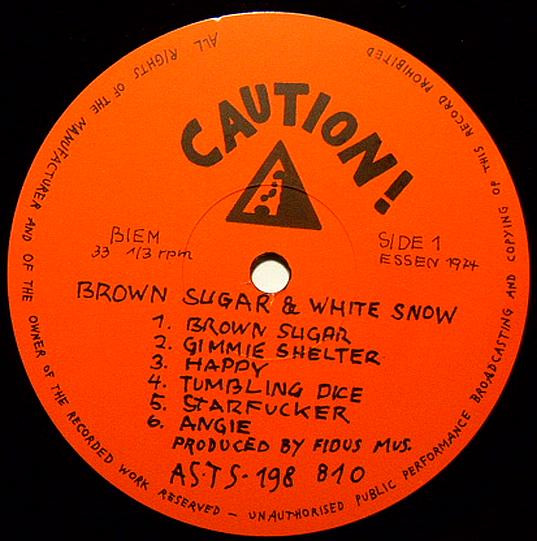 ALL RIGHTS OF THE MANUFACTURER AND OF THE OWNER OF THE RECORDED WORK RESERVED – UNAUTHORISED PUBLIC PERFORMANCE BROADCASTING AND COPYING OF THIS RECORD PROHIBITED
CAUTION!
BIEM
33 1/3 rpm
SIDE 1
ESSEN 1974
BROWN SUGAR & WHITE SNOW
1. BROWN SUGAR
2. GIMMIE SHELTER
3. HAPPY
4. TUMBLING DICE
5. STARFUCKER
6. ANGIE
PRODUCED BY FIDUS MUS.
AS·TS-198 810